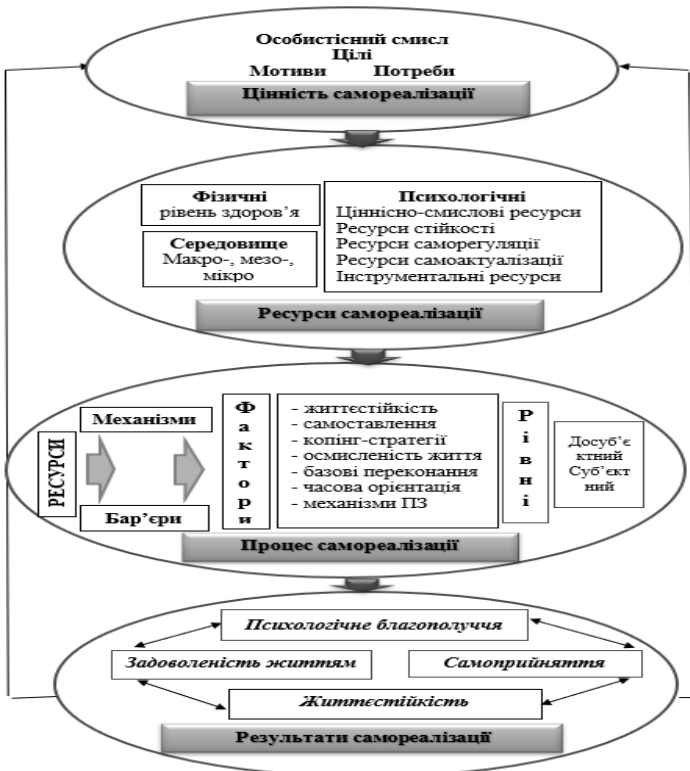 Особистісний смисл
Цілі
Мотиви Потреби
Цінність самореалізації
Фізичні
рівень здоров’я
Середовище
Макро-, мезо-,
мікро
Психологічні
Ціннісно-смислові ресурси
Ресурси стійкості
Ресурси саморегуляції
Ресурси самоактуалізації
Інструментальні ресурси
Ресурси самореалізації
РЕСУРСИ
Механізми
Бар’єри
Фактори
- життєстійкість
- самоставлення
- копінг-стратегії
- осмисленість життя
- базові переконання
- часова орієнтація
- механізми ПЗ
Рівні
Досуб’є
ктний
Суб’єкт
ний
Процес самореалізації
Психологічне благополуччя
Задоволеність життям
Самоприйняття
Життєстійкість
Результати самореалізації